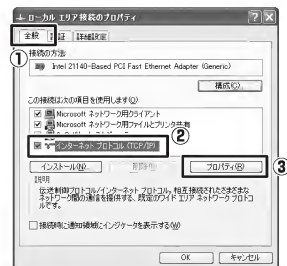 ローカル エリア接続のプロパティ
全般 認証 詳細設定
①
接続の方法:
Intel 21140-Based PCI Fast Ethernet Adapter (Generic)
構成(C)...
この接続は次の項目を使用します(O):
Microsoft ネットワーク用クライアント
Microsoft ネットワーク用ファイルとプリンタ共有
②
インターネット プロトコル (TCP/IP)
インストール(N)... 削除(U) プロパティ(R) ③
説明
伝送制御プロトコル/インターネット プロトコル。相互接続されたさまざまな
ネットワーク間の通信を提供する、既定のワイド エリア ネットワーク プロトコ
ルです。
接続時に通知領域にインジケータを表示する(W)
OK キャンセル